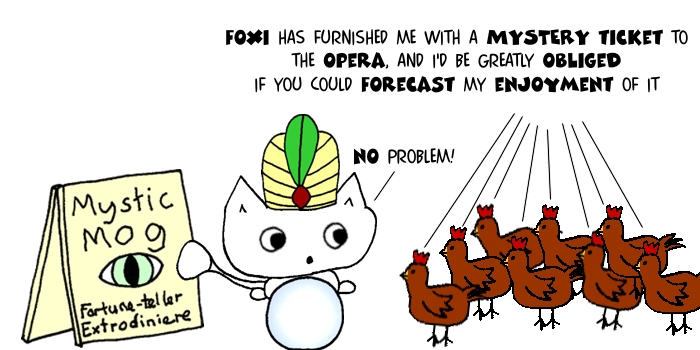 FOXI HAS FURNISHED ME WITH A MYSTERY TICKET TO
THE OPERA, AND I'D BE GREATLY OBLIGED
IF YOU COULD FORECAST MY ENJOYMENT OF IT
NO PROBLEM!
Mystic
MOg
Fortune-teller
Extrodiniere